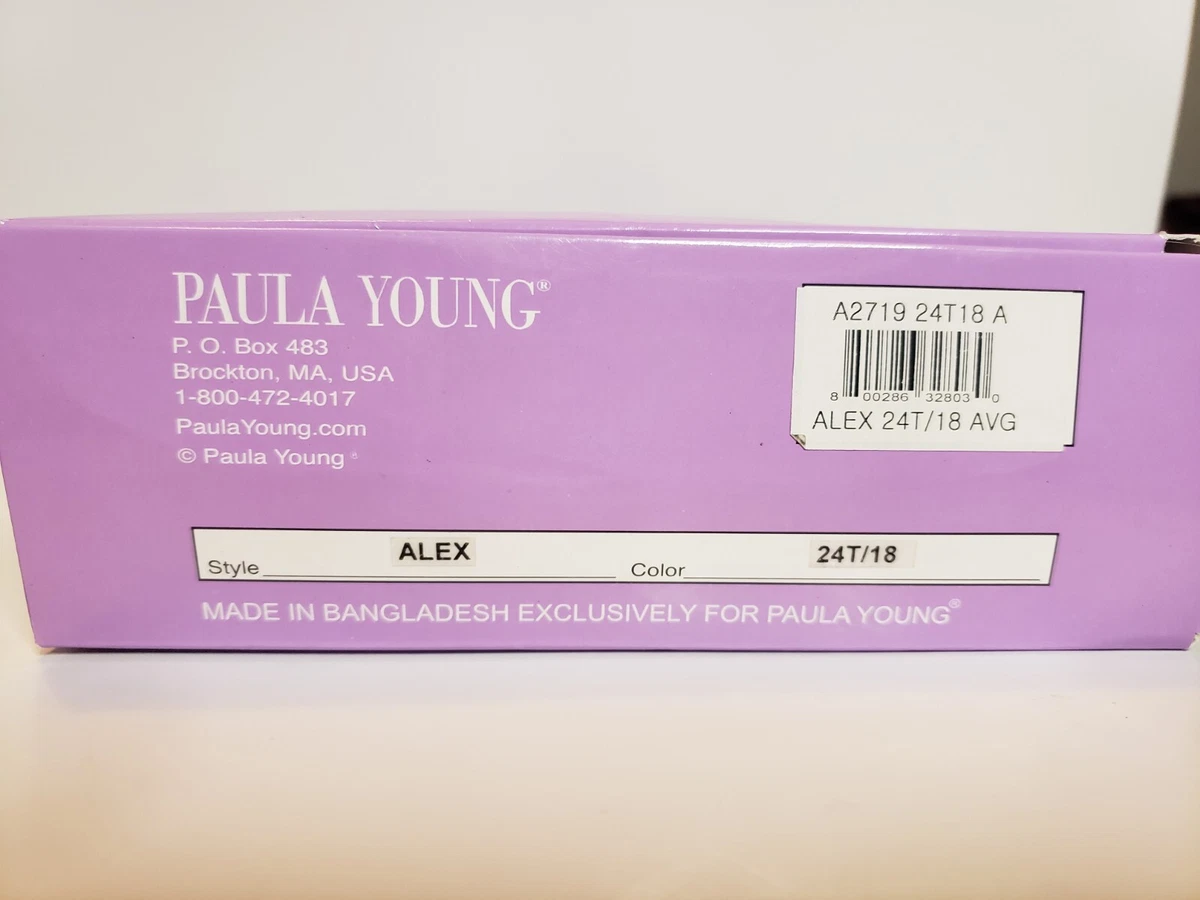 PAULA YOUNG®
P. O. Box 483
Brockton, MA, USA
1-800-472-4017
PaulaYoung.com
© Paula Young ®
A2719 24T18 A
8 00286 32803 0
ALEX 24T/18 AVG
Style ALEX Color 24T/18
MADE IN BANGLADESH EXCLUSIVELY FOR PAULA YOUNG®